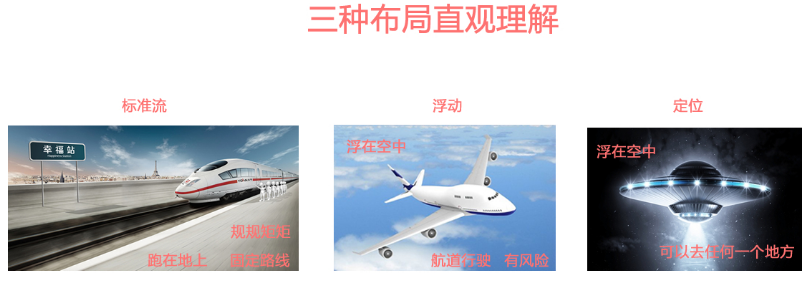 三种布局直观理解
标准流
浮动
定位
幸福站
规规矩矩
跑在地上 固定路线
浮在空中
航道行驶 有风险
浮在空中
可以去任何一个地方